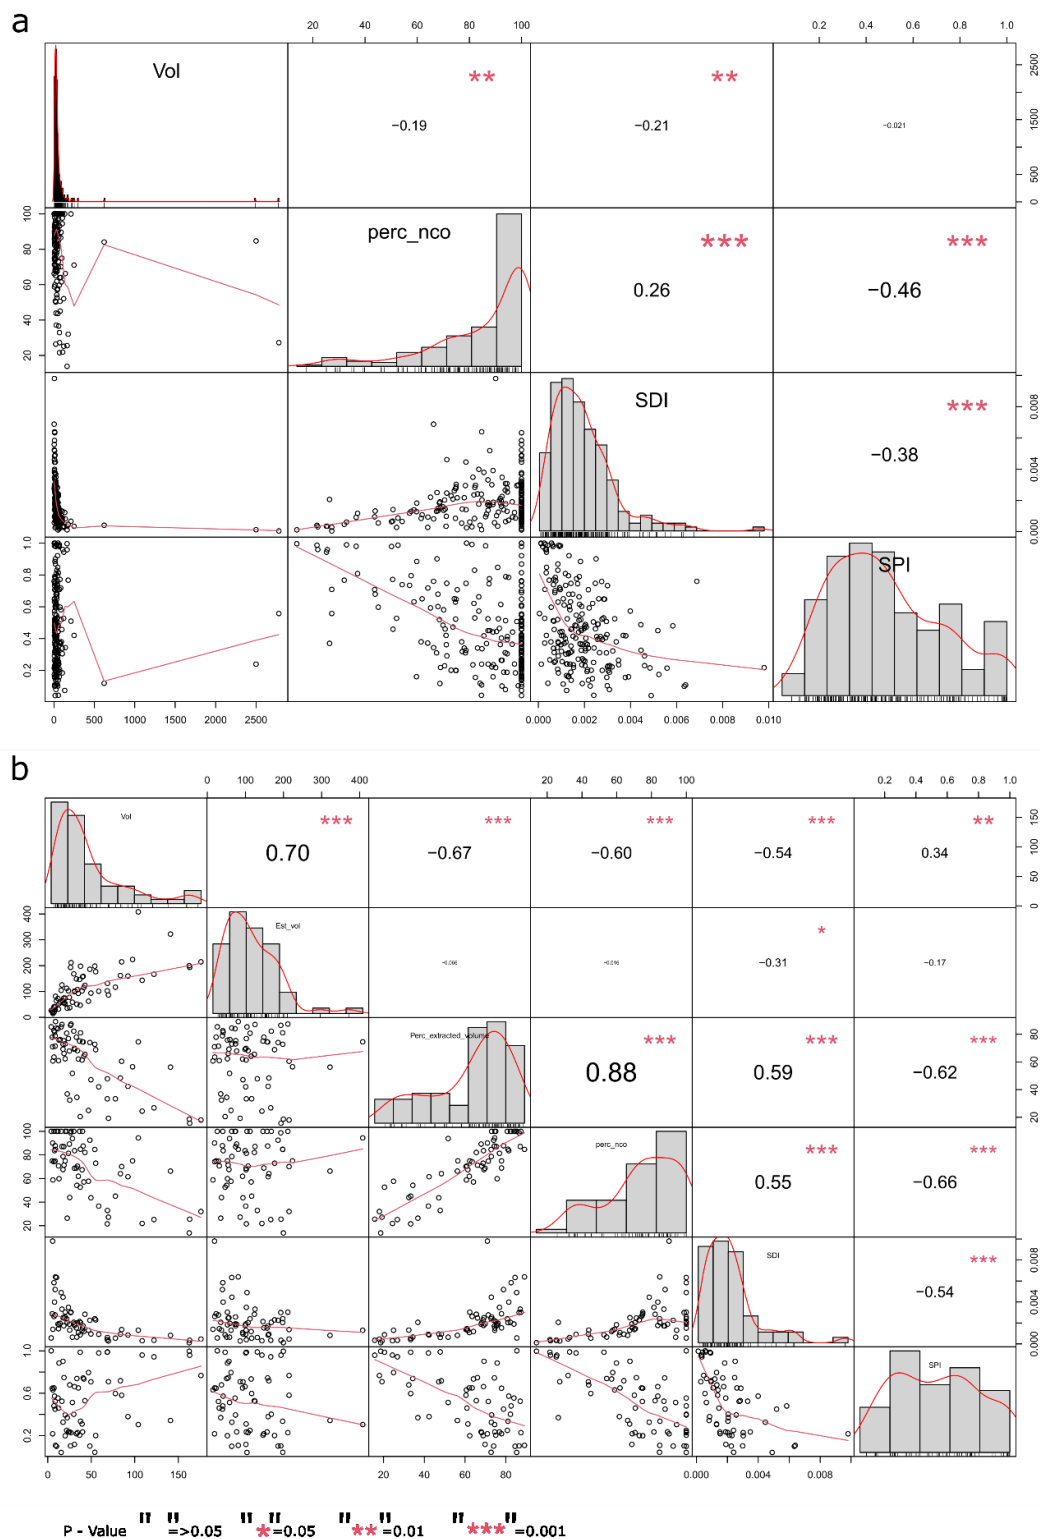 a
20 40 60 80 100 0.2 0.4 0.6 0.8 1.0
Vol ** ** 
−0.19 −0.21 −0.021
0 500 1500 2500
perc_nco *** ***
0.26 −0.46
20 40 60 80 100
SDI ***
−0.38
0.000 0.004 0.008
SPI
0.2 0.4 0.6 0.8 1.0
0 500 1000 1500 2000 2500 0.000 0.002 0.004 0.006 0.008 0.010
b
0 100 200 300 400 20 40 60 80 100 0.2 0.4 0.6 0.8 1.0
Vol *** *** *** *** **
0.70 −0.67 −0.60 −0.54 0.34
0 50 100 150
Est_vol *
−0.31 −0.17
0 100 200 300 400
Perc_extracted_volume *** *** ***
0.88 0.59 −0.62
20 40 60 80
perc_nco *** ***
0.55 −0.66
20 40 60 80 100
SDI ***
−0.54
0.000 0.004 0.008
SPI
0.2 0.6 1.0
0 50 100 150 20 40 60 80 0.000 0.004 0.008
P - Value " "=>0.05 "*"=0.05 "**"=0.01 "***"=0.001